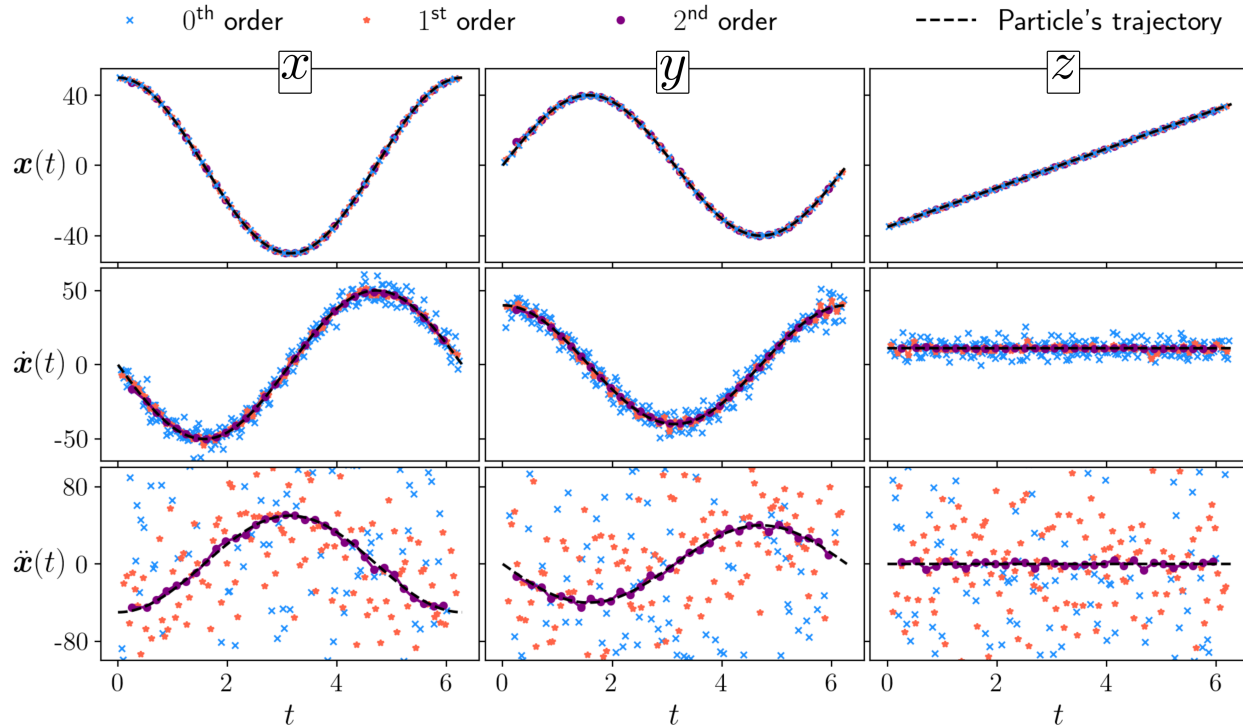 0th order 1st order 2nd order Particle's trajectory
x y z
40
x(t) 0
-40
50
ẋ(t) 0
-50
80
ẍ(t) 0
-80
0 2 4 6 0 2 4 6 0 2 4 6
t t t